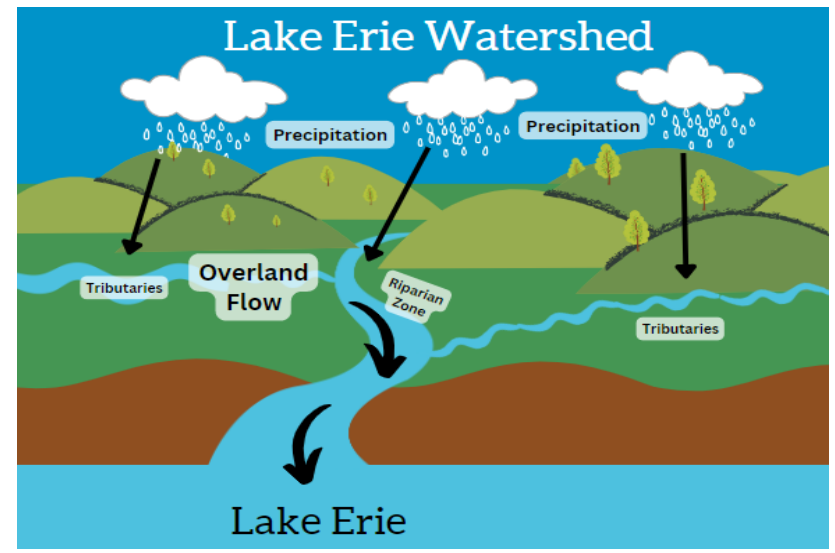 Lake Erie Watershed
Precipitation
Precipitation
Tributaries
Overland
Flow
Riparian
Zone
Tributaries
Lake Erie